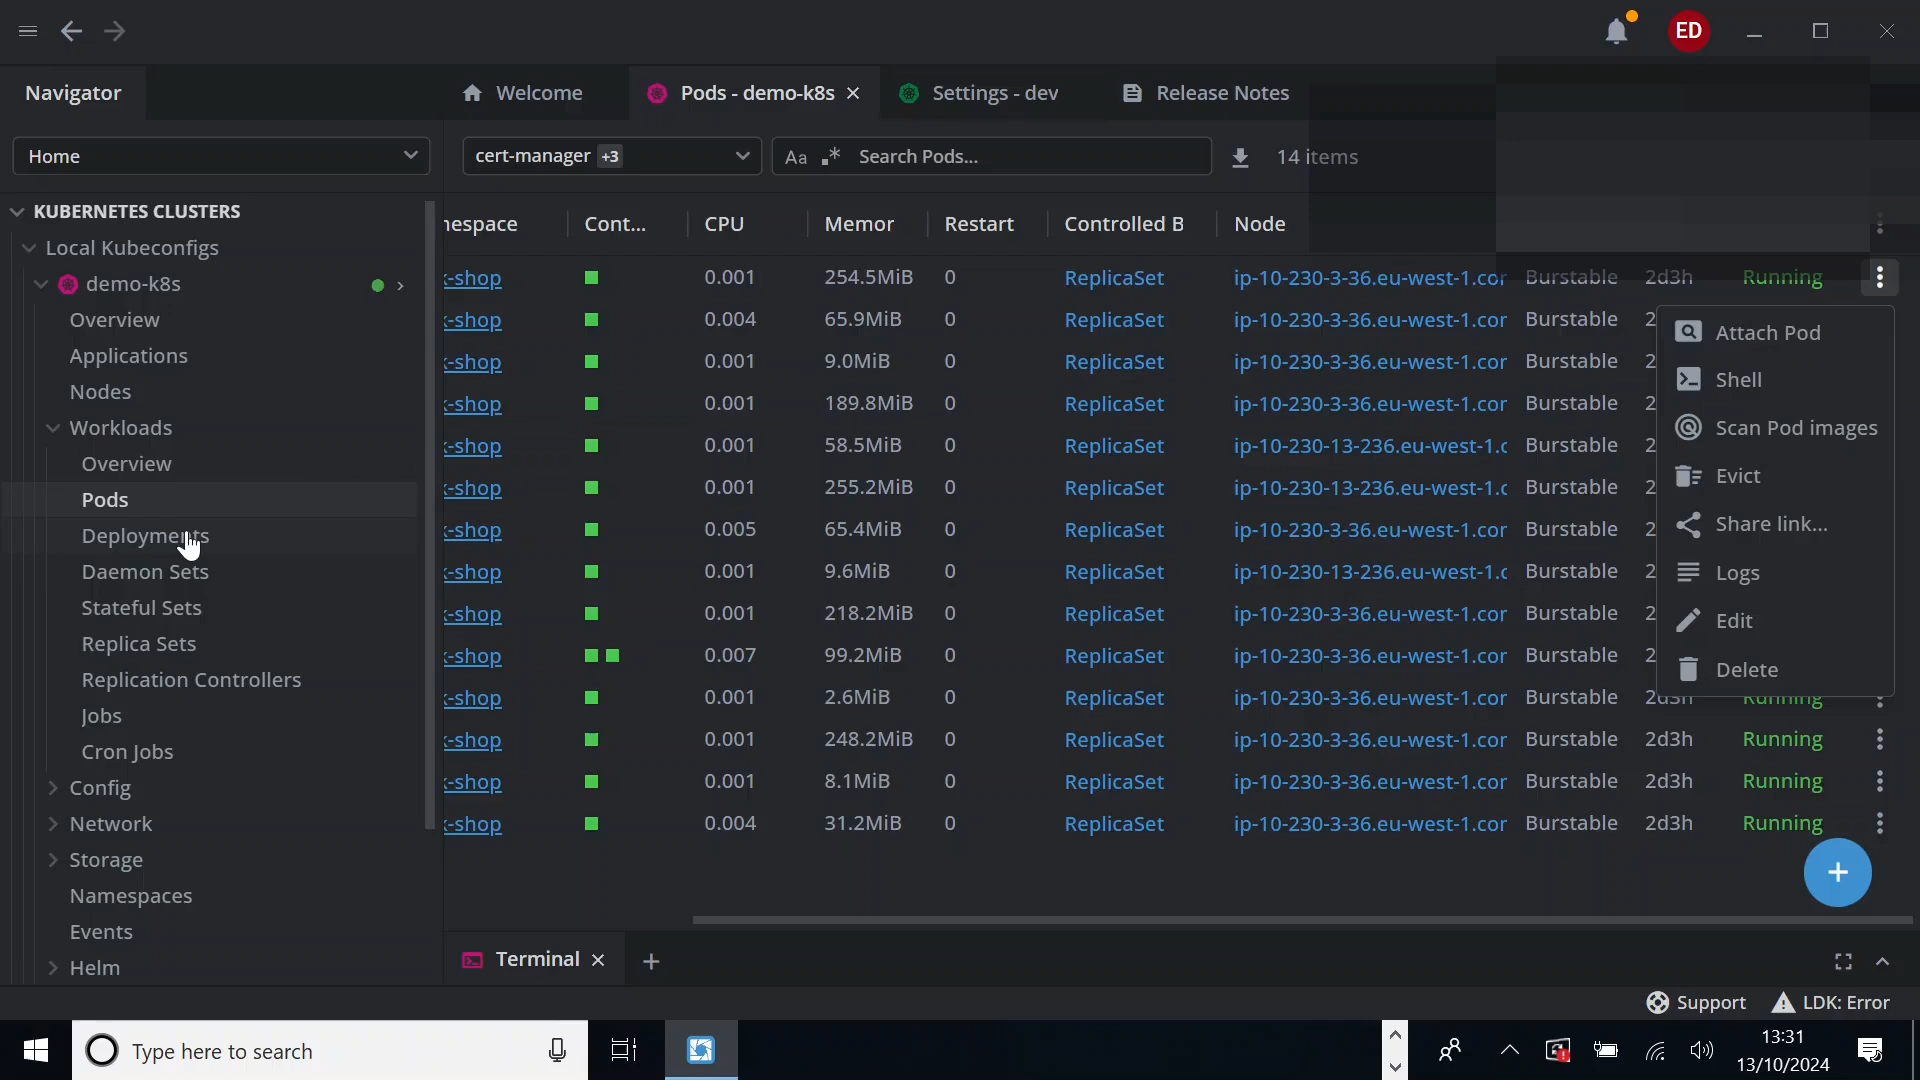 ED
Navigator
Welcome
Pods - demo-k8s
Settings - dev
Release Notes
Home
cert-manager +3
Aa .* Search Pods...
14 items
KUBERNETES CLUSTERS
Local Kubeconfigs
demo-k8s
Overview
Applications
Nodes
Workloads
Overview
Pods
Deployments
Daemon Sets
Stateful Sets
Replica Sets
Replication Controllers
Jobs
Cron Jobs
Config
Network
Storage
Namespaces
Events
Helm
espace Cont... CPU Memor Restart Controlled B Node
-shop 0.001 254.5MiB 0 ReplicaSet ip-10-230-3-36.eu-west-1.cor Burstable 2d3h Running
-shop 0.004 65.9MiB 0 ReplicaSet ip-10-230-3-36.eu-west-1.cor Burstable 2
-shop 0.001 9.0MiB 0 ReplicaSet ip-10-230-3-36.eu-west-1.cor Burstable 2
-shop 0.001 189.8MiB 0 ReplicaSet ip-10-230-3-36.eu-west-1.cor Burstable 2
-shop 0.001 58.5MiB 0 ReplicaSet ip-10-230-13-236.eu-west-1.c Burstable 2
-shop 0.001 255.2MiB 0 ReplicaSet ip-10-230-13-236.eu-west-1.c Burstable 2
-shop 0.005 65.4MiB 0 ReplicaSet ip-10-230-13-236.eu-west-1.c Burstable 2
-shop 0.001 9.6MiB 0 ReplicaSet ip-10-230-13-236.eu-west-1.c Burstable 2
-shop 0.001 218.2MiB 0 ReplicaSet ip-10-230-3-36.eu-west-1.cor Burstable 2
-shop 0.007 99.2MiB 0 ReplicaSet ip-10-230-3-36.eu-west-1.cor Burstable 2
-shop 0.001 2.6MiB 0 ReplicaSet ip-10-230-3-36.eu-west-1.cor Burstable 2d3h Running
-shop 0.001 248.2MiB 0 ReplicaSet ip-10-230-3-36.eu-west-1.cor Burstable 2d3h Running
-shop 0.001 8.1MiB 0 ReplicaSet ip-10-230-3-36.eu-west-1.cor Burstable 2d3h Running
-shop 0.004 31.2MiB 0 ReplicaSet ip-10-230-3-36.eu-west-1.cor Burstable 2d3h Running
Attach Pod
Shell
Scan Pod images
Evict
Share link...
Logs
Edit
Delete
Terminal
Support
LDK: Error
Type here to search
13:31
13/10/2024